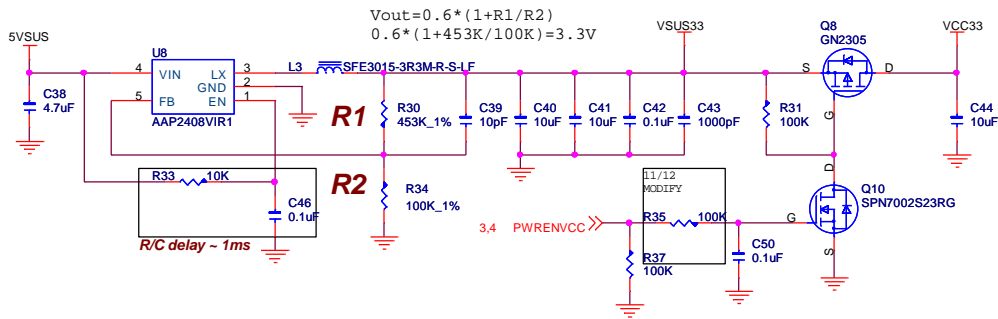 Vout=0.6*(1+R1/R2)
0.6*(1+453K/100K)=3.3V
5VSUS
VSUS33
VCC33
Q8
GN2305
U8
4
VIN
LX
3
GND
2
5
FB
EN
1
AAP2408VIR1
L3
SFE3015-3R3M-R-S-LF
S
D
G
C38
4.7uF
R1
R30
453K_1%
C39
10pF
C40
10uF
C41
10uF
C42
0.1uF
C43
1000pF
R31
100K
C44
10uF
R33
10K
C46
0.1uF
R/C delay ~ 1ms
R2
R34
100K_1%
11/12
MODIFY
3,4
PWRENVCC
R35
100K
R37
100K
C50
0.1uF
D
G
S
Q10
SPN7002S23RG